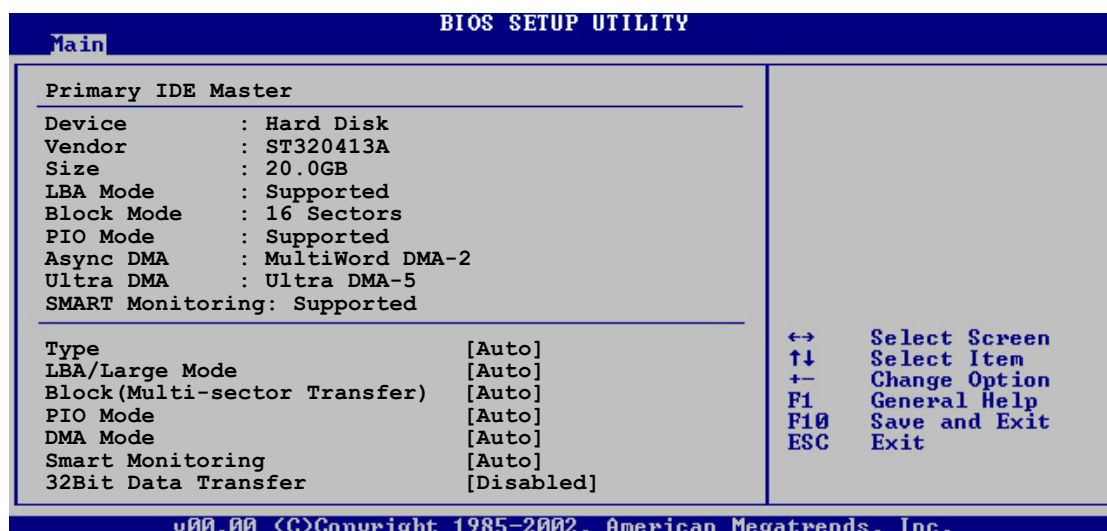 BIOS SETUP UTILITY
Main
Primary IDE Master
Device : Hard Disk
Vendor : ST320413A
Size : 20.0GB
LBA Mode : Supported
Block Mode : 16 Sectors
PIO Mode : Supported
Async DMA : MultiWord DMA-2
Ultra DMA : Ultra DMA-5
SMART Monitoring: Supported
Type [Auto]
LBA/Large Mode [Auto]
Block(Multi-sector Transfer) [Auto]
PIO Mode [Auto]
DMA Mode [Auto]
Smart Monitoring [Auto]
32Bit Data Transfer [Disabled]
←→ Select Screen
↑↓ Select Item
+- Change Option
F1 General Help
F10 Save and Exit
ESC Exit
v00.00 (C)Copyright 1985-2002, American Megatrends, Inc.